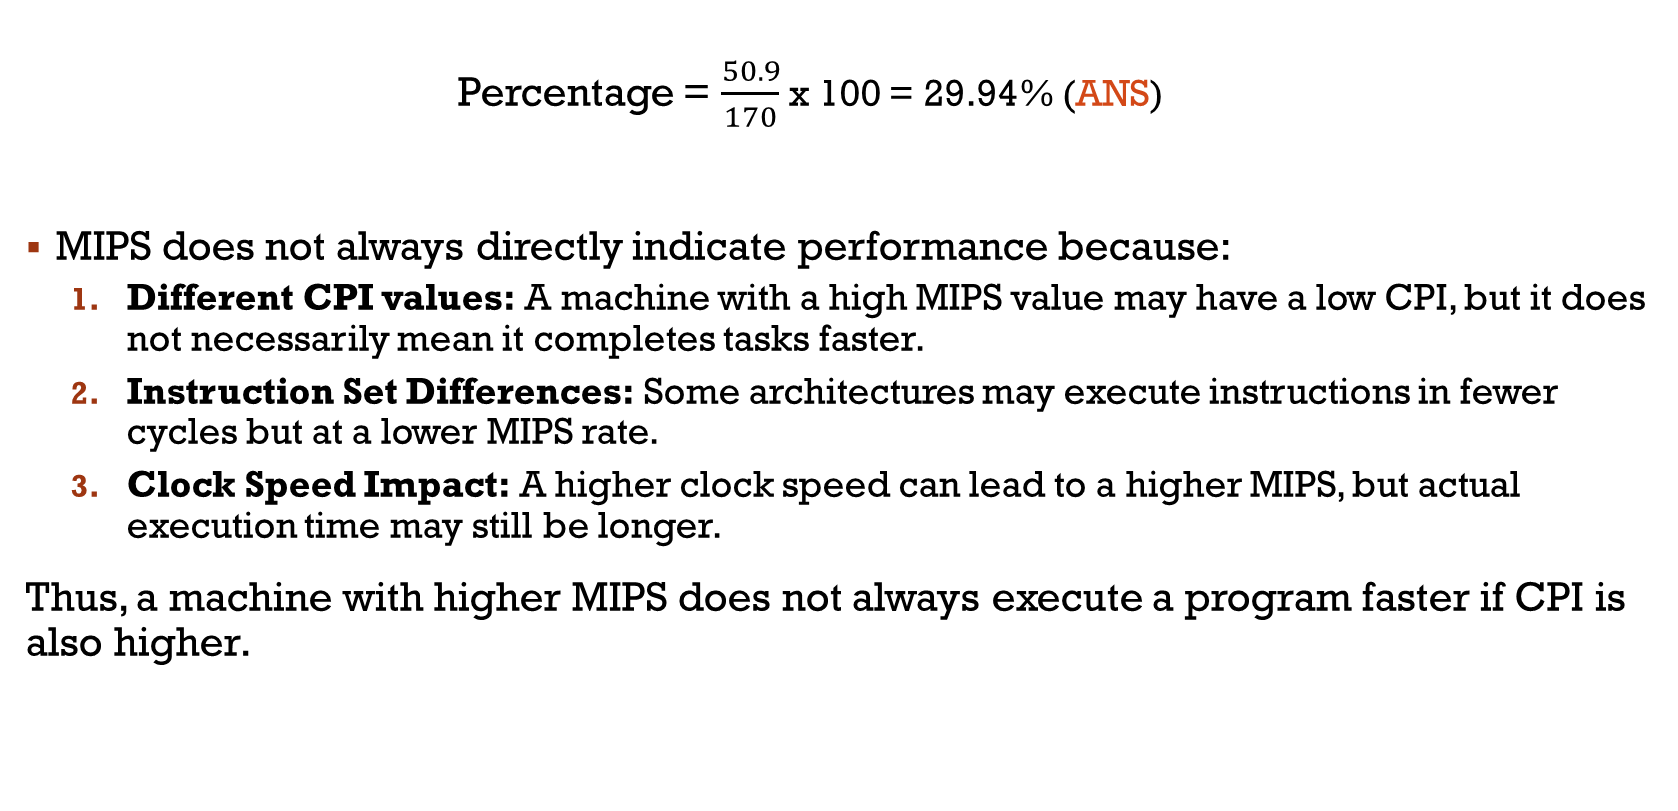 Percentage = 50.9/170 x 100 = 29.94% (ANS)
▪ MIPS does not always directly indicate performance because:
1. Different CPI values: A machine with a high MIPS value may have a low CPI, but it does
not necessarily mean it completes tasks faster.
2. Instruction Set Differences: Some architectures may execute instructions in fewer
cycles but at a lower MIPS rate.
3. Clock Speed Impact: A higher clock speed can lead to a higher MIPS, but actual
execution time may still be longer.
Thus, a machine with higher MIPS does not always execute a program faster if CPI is
also higher.